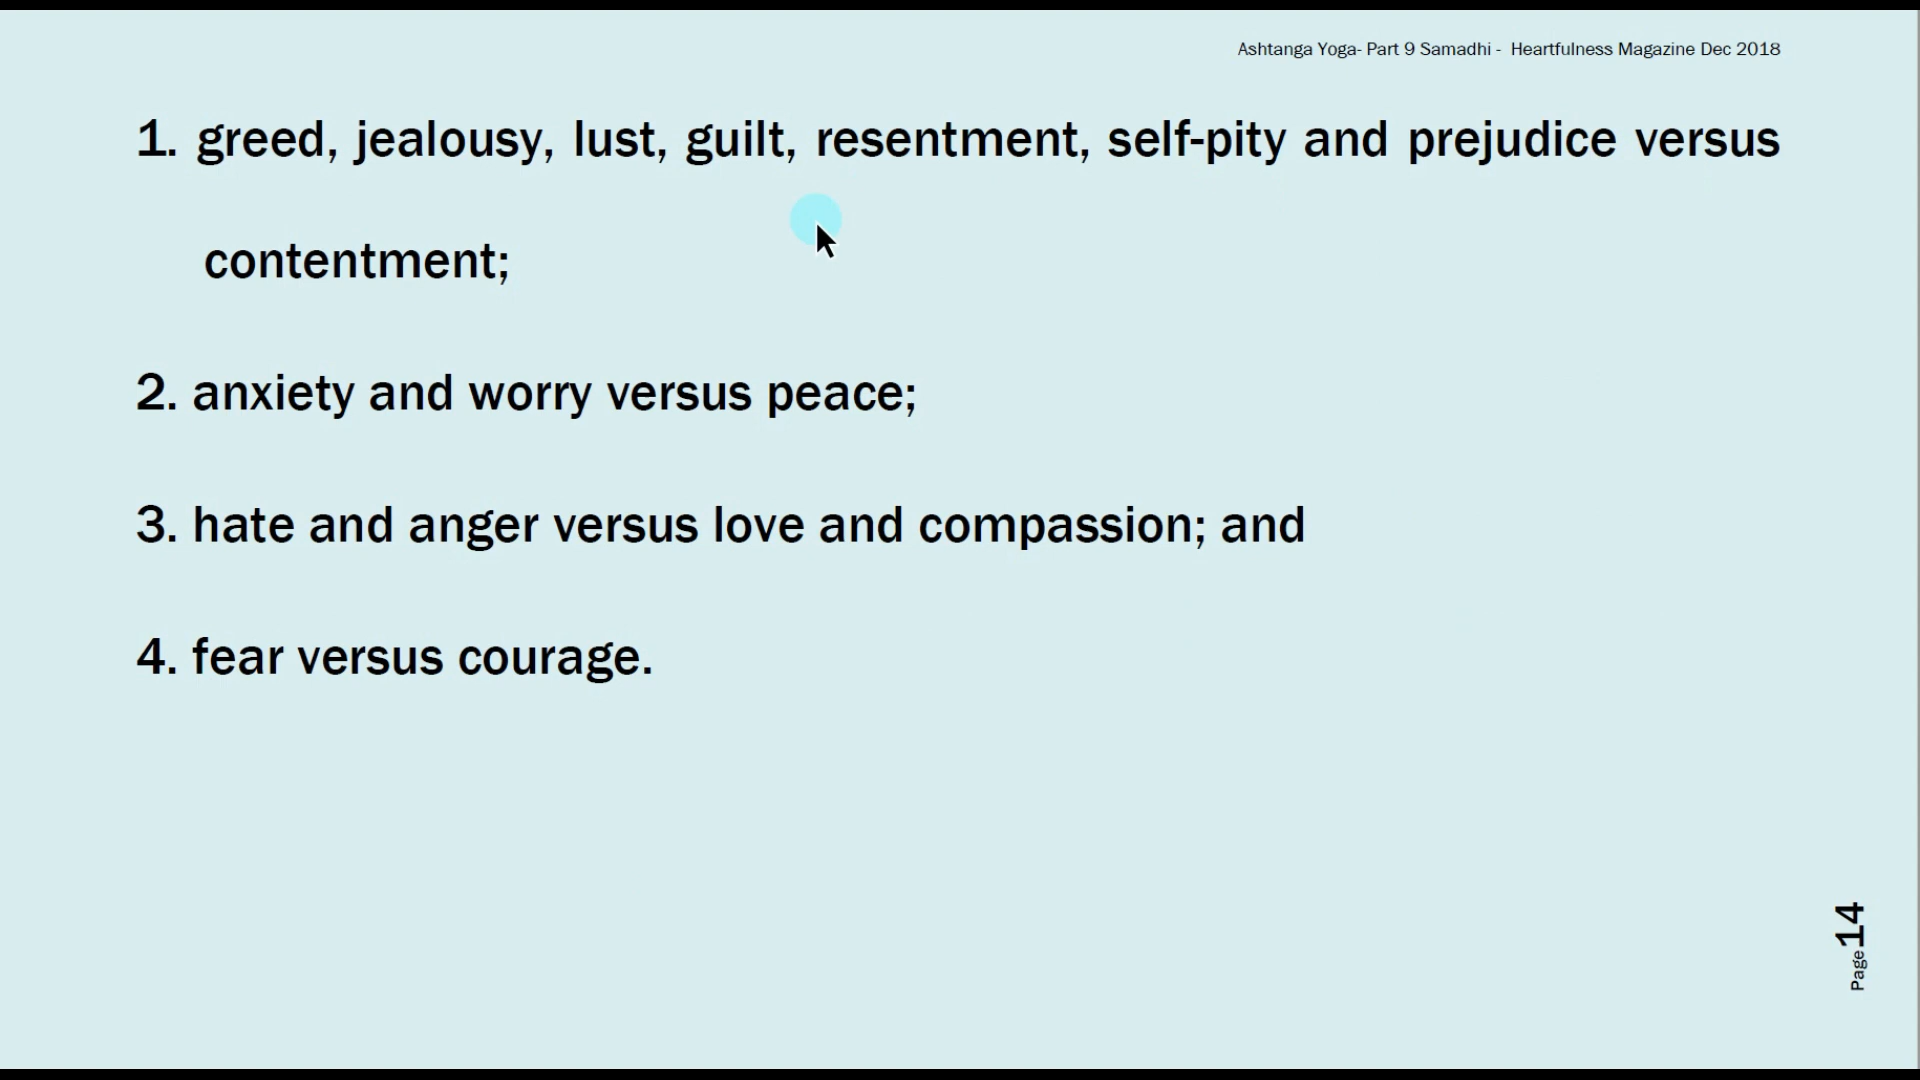 Ashtanga Yoga- Part 9 Samadhi - Heartfulness Magazine Dec 2018
1. greed, jealousy, lust, guilt, resentment, self-pity and prejudice versus
contentment;
2. anxiety and worry versus peace;
3. hate and anger versus love and compassion; and
4. fear versus courage.
Page14